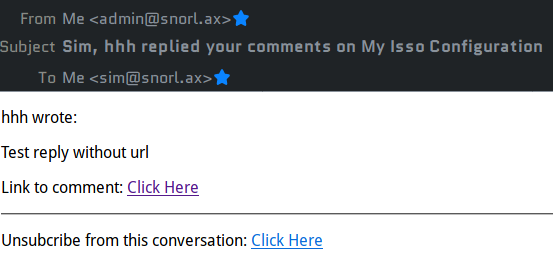 From Me <admin@snorl.ax>
Subject Sim, hhh replied your comments on My Isso Configuration
To Me <sim@snorl.ax>
hhh wrote:
Test reply without url
Link to comment: Click Here
Unsubcribe from this conversation: Click Here